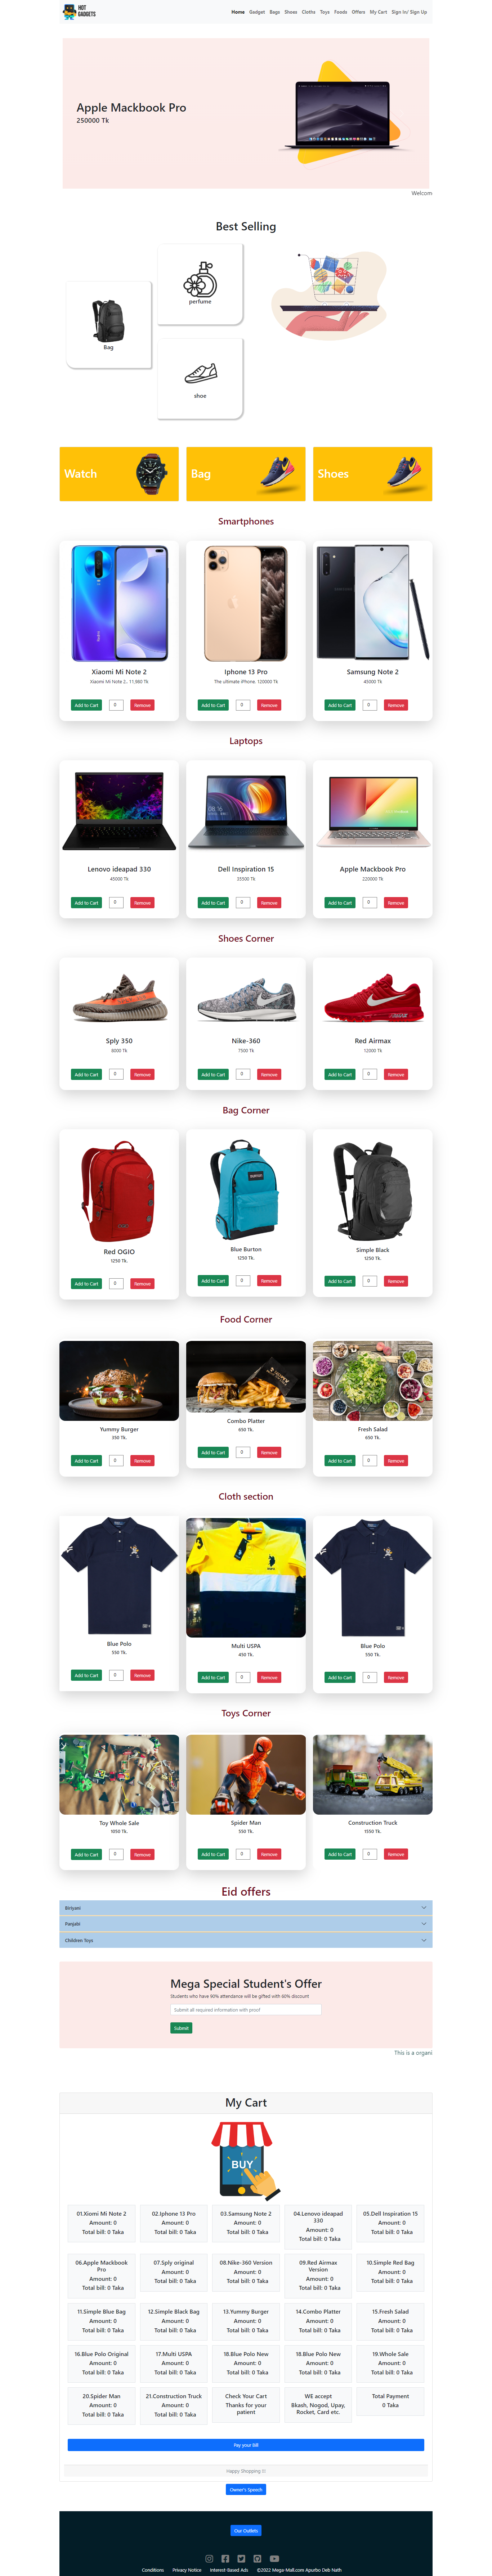 HOT
GADGETS
Home Gedget Bags Shoes Cloths Toys Foods Offers My Cart Sign In/ Sign Up
Apple Mackbook Pro
250000 Tk
Welcom
Best Selling
perfume
Bag
shoe
Watch
Bag
Shoes
Smartphones
Xiaomi Mi Note 2
Xiaomi Mi Note 2.. 11.980 Tk
Add to Cart 0 Remove
Iphone 13 Pro
The ultimate iPhone. 120000 Tk
Add to Cart 0 Remove
Samsung Note 2
45000 Tk
Add to Cart 0 Remove
Laptops
Lenovo ideapad 330
45000 Tk
Add to Cart 0 Remove
Dell Inspiration 15
35500 Tk
Add to Cart 0 Remove
Apple Mackbook Pro
220000 Tk
Add to Cart 0 Remove
Shoes Corner
Sply 350
8000 Tk
Add to Cart 0 Remove
Nike-360
7500 Tk
Add to Cart 0 Remove
Red Airmax
12000 Tk
Add to Cart 0 Remove
Bag Corner
Red OGIO
1250 Tk.
Add to Cart 0 Remove
Blue Burton
1250 Tk.
Add to Cart 0 Remove
Simple Black
1250 Tk.
Add to Cart 0 Remove
Food Corner
Yummy Burger
350 Tk.
Add to Cart 0 Remove
Combo Platter
650 Tk.
Add to Cart 0 Remove
Fresh Salad
650 Tk.
Add to Cart 0 Remove
Cloth section
Blue Polo
550 Tk.
Add to Cart 0 Remove
Multi USPA
450 Tk.
Add to Cart 0 Remove
Blue Polo
550 Tk.
Add to Cart 0 Remove
Toys Corner
Toy Whole Sale
1050 Tk.
Add to Cart 0 Remove
Spider Man
550 Tk.
Add to Cart 0 Remove
Construction Truck
1550 Tk.
Add to Cart 0 Remove
Eid offers
Biriyani
Panjabi
Children Toys
Mega Special Student's Offer
Students who have 90% attendance will be gifted with 60% discount
Submit all required information with proof
Submit
This is a organi
My Cart
BUY
01.Xiomi Mi Note 2
Amount: 0
Total bill: 0 Taka
02.Iphone 13 Pro
Amount: 0
Total bill: 0 Taka
03.Samsung Note 2
Amount: 0
Total bill: 0 Taka
04.Lenovo ideapad
330
Amount: 0
Total bill: 0 Taka
05.Dell Inspiration 15
Amount: 0
Total bill: 0 Taka
06.Apple Mackbook
Pro
Amount: 0
Total bill: 0 Taka
07.Sply original
Amount: 0
Total bill: 0 Taka
08.Nike-360 Version
Amount: 0
Total bill: 0 Taka
09.Red Airmax
Version
Amount: 0
Total bill: 0 Taka
10.Simple Red Bag
Amount: 0
Total bill: 0 Taka
11.Simple Blue Bag
Amount: 0
Total bill: 0 Taka
12.Simple Black Bag
Amount: 0
Total bill: 0 Taka
13.Yummy Burger
Amount: 0
Total bill: 0 Taka
14.Combo Platter
Amount: 0
Total bill: 0 Taka
15.Fresh Salad
Amount: 0
Total bill: 0 Taka
16.Blue Polo Original
Amount: 0
Total bill: 0 Taka
17.Multi USPA
Amount: 0
Total bill: 0 Taka
18.Blue Polo New
Amount: 0
Total bill: 0 Taka
18.Blue Polo New
Amount: 0
Total bill: 0 Taka
19.Whole Sale
Amount: 0
Total bill: 0 Taka
20.Spider Man
Amount: 0
Total bill: 0 Taka
21.Construction Truck
Amount: 0
Total bill: 0 Taka
Check Your Cart
Thanks for your
patient
WE accept
Bkash, Nogod, Upay,
Rocket, Card etc.
Total Payment
0 Taka
Pay your Bill
Happy Shopping
Owner's Speech
Our Outlets
Conditions Privacy Notice Interest-Based Ads ©2022 Mega-Mall.com Apurbo Deb Nath